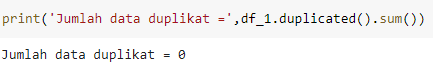 print('Jumlah data duplikat =',df_1.duplicated().sum())
Jumlah data duplikat = 0